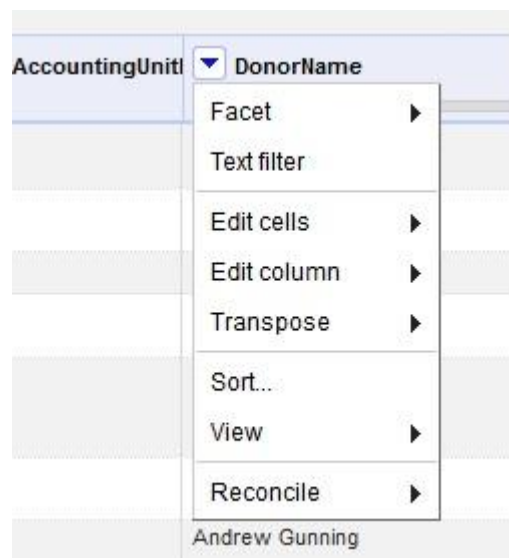 AccountingUnitI DonorName
Facet
Text filter
Edit cells
Edit column
Transpose
Sort...
View
Reconcile
Andrew Gunning